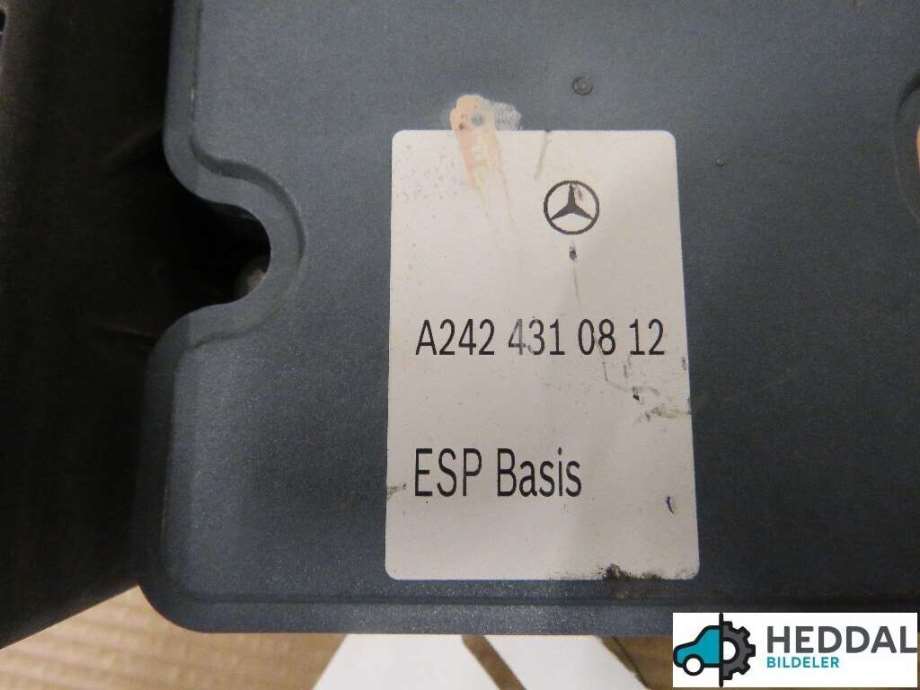 A242 431 08 12
ESP Basis
HEDDAL
BILDELER